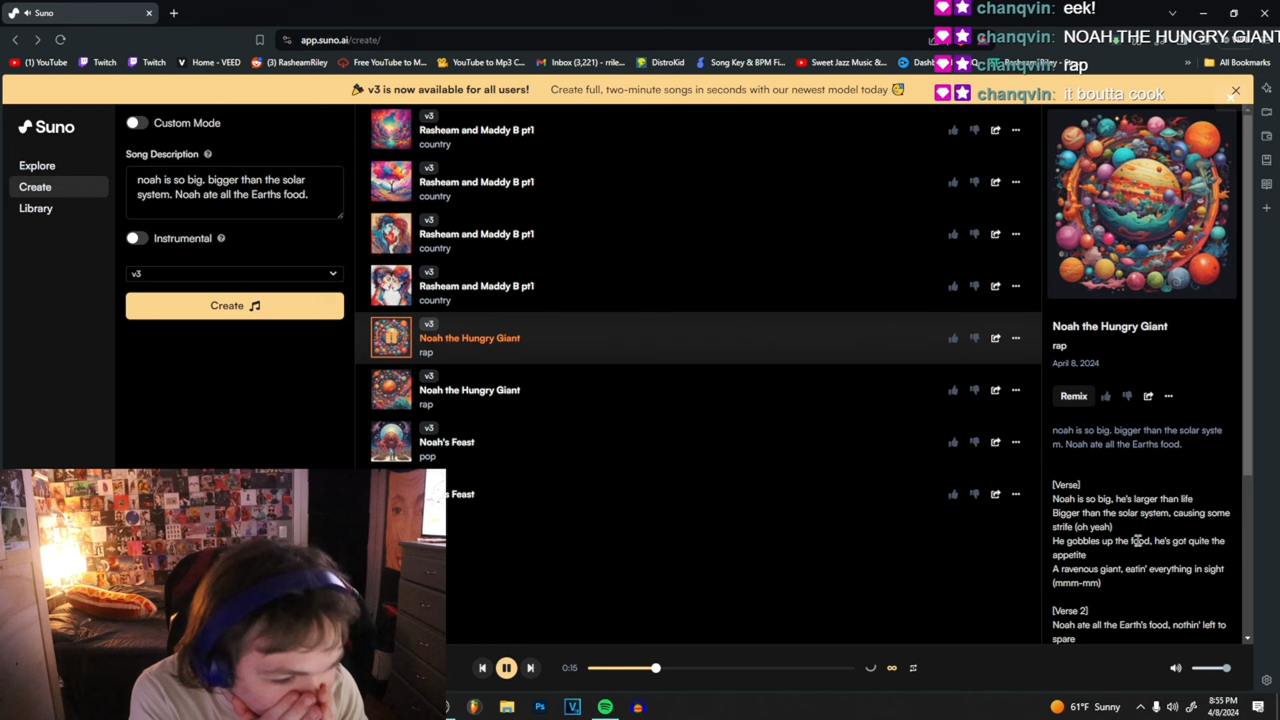 Suno
chanqvin: eek!
app.suno.ai/create/
chanqvin: NOAH THE HUNGRY GIANT
(1) YouTube
Twitch
Twitch
Home - VEED
(3) RasheamRiley
Free YouTube to M...
YouTube to Mp3 C...
Inbox (3,221) - rrile...
DistroKid
Song Key & BPM Fi...
Sweet Jazz Music &...
Dashb
All Bookmarks
chanqvin: rap
v3 is now available for all users!
Create full, two-minute songs in seconds with our newest model today
chanqvin: it boutta cook
Suno
Explore
Create
Library
Custom Mode
Song Description
noah is so big. bigger than the solar
system. Noah ate all the Earths food.
Instrumental
v3
Create
v3
Rasheam and Maddy B pt1
country
v3
Rasheam and Maddy B pt1
country
v3
Rasheam and Maddy B pt1
country
v3
Rasheam and Maddy B pt1
country
v3
Noah the Hungry Giant
rap
v3
Noah the Hungry Giant
rap
v3
Noah's Feast
pop
s Feast
Noah the Hungry Giant
rap
April 8, 2024
Remix
noah is so big. bigger than the solar syste
m. Noah ate all the Earths food.
[Verse]
Noah is so big, he's larger than life
Bigger than the solar system, causing some
strife (oh yeah)
He gobbles up the food, he's got quite the
appetite
A ravenous giant, eatin' everything in sight
(mmm-mm)
[Verse 2]
Noah ate all the Earth's food, nothin' left to
spare
0:15
Ps
V
61°F Sunny
8:55 PM
4/8/2024